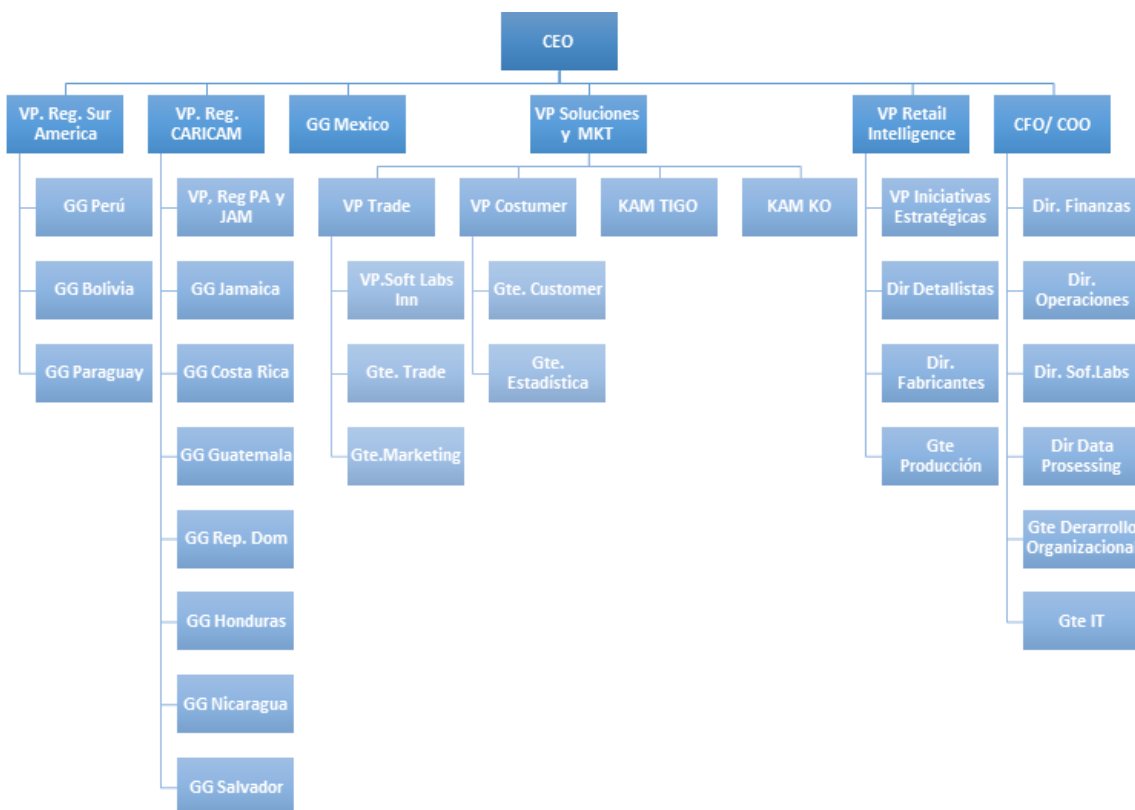 CEO
VP. Reg. Sur
America
VP. Reg.
CARICAM
GG Mexico
VP Soluciones
y MKT
VP Retail
Intelligence
CFO/ COO
GG Perú
GG Bolivia
GG Paraguay
VP, Reg PA y
JAM
GG Jamaica
GG Costa Rica
GG Guatemala
GG Rep. Dom
GG Honduras
GG Nicaragua
GG Salvador
VP Trade
VP.Soft Labs
Inn
Gte. Trade
Gte.Marketing
VP Costumer
Gte. Customer
Gte.
Estadística
KAM TIGO
KAM KO
VP Iniciativas
Estratégicas
Dir Detallistas
Dir.
Fabricantes
Gte
Producción
Dir. Finanzas
Dir.
Operaciones
Dir. Sof.Labs
Dir Data
Prosessing
Gte Derarrollo
Organizacional
Gte IT